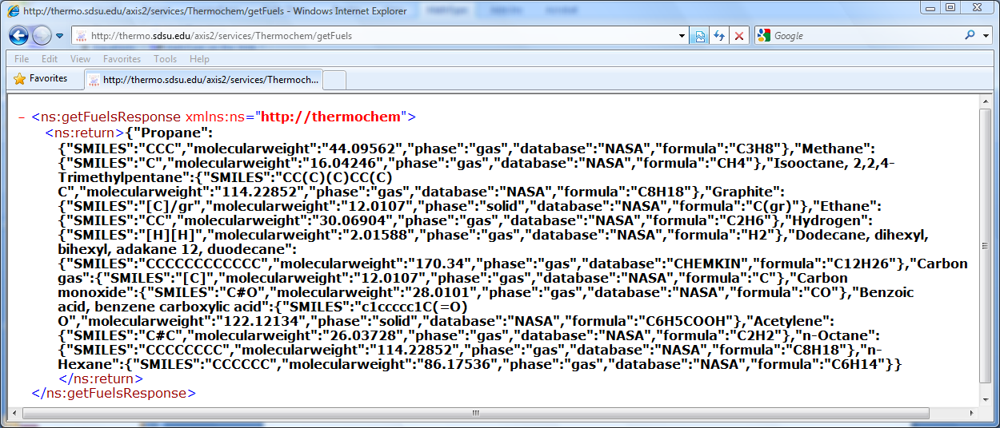 http://thermo.sdsu.edu/axis2/services/Thermochem/getFuels - Windows Internet Explorer
http://thermo.sdsu.edu/axis2/services/Thermochem/getFuels
Google
File Edit View Favorites Tools Help
Favorites
http://thermo.sdsu.edu/axis2/services/Thermoch...
- <ns:getFuelsResponse xmlns:ns="http://thermochem">
<ns:return>{"Propane":
{"SMILES":"CCC","molecularweight":"44.09562","phase":"gas","database":"NASA","formula":"C3H8"},"Methane":
{"SMILES":"C","molecularweight":"16.04246","phase":"gas","database":"NASA","formula":"CH4"},"Isooctane, 2,2,4-
Trimethylpentane":{"SMILES":"CC(C)(C)CC(C)
C","molecularweight":"114.22852","phase":"gas","database":"NASA","formula":"C8H18"},"Graphite":
{"SMILES":"[C]/gr","molecularweight":"12.0107","phase":"solid","database":"NASA","formula":"C(gr)"},"Ethane":
{"SMILES":"CC","molecularweight":"30.06904","phase":"gas","database":"NASA","formula":"C2H6"},"Hydrogen":
{"SMILES":"[H][H]","molecularweight":"2.01588","phase":"gas","database":"NASA","formula":"H2"},"Dodecane, dihexyl,
bihexyl, adakane 12, duodecane":
{"SMILES":"CCCCCCCCCCCC","molecularweight":"170.34","phase":"gas","database":"CHEMKIN","formula":"C12H26"},"Carbon
gas":{"SMILES":"[C]","molecularweight":"12.0107","phase":"gas","database":"NASA","formula":"C"},"Carbon
monoxide":{"SMILES":"C#O","molecularweight":"28.0101","phase":"gas","database":"NASA","formula":"CO"},"Benzoic
acid, benzene carboxylic acid":{"SMILES":"c1ccccc1C(=O)
O","molecularweight":"122.12134","phase":"solid","database":"NASA","formula":"C6H5COOH"},"Acetylene":
{"SMILES":"C#C","molecularweight":"26.03728","phase":"gas","database":"NASA","formula":"C2H2"},"n-Octane":
{"SMILES":"CCCCCCCC","molecularweight":"114.22852","phase":"gas","database":"NASA","formula":"C8H18"},"n-
Hexane":{"SMILES":"CCCCCC","molecularweight":"86.17536","phase":"gas","database":"NASA","formula":"C6H14"}}
</ns:return>
</ns:getFuelsResponse>